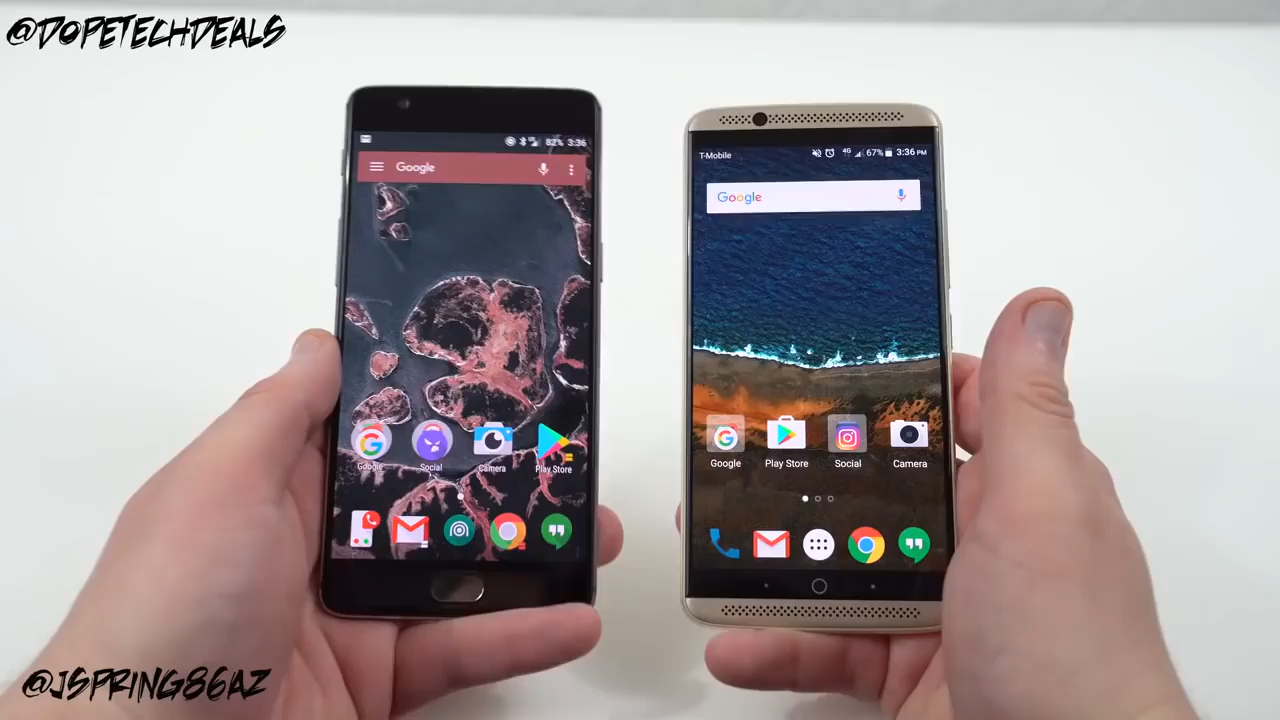 @DOPETECHDEALS
82% 3:36
Google
Google
Social
Camera
Play Store
T-Mobile
4G 67% 3:36 PM
Google
Google
Play Store
Social
Camera
@JSPRING86AZ